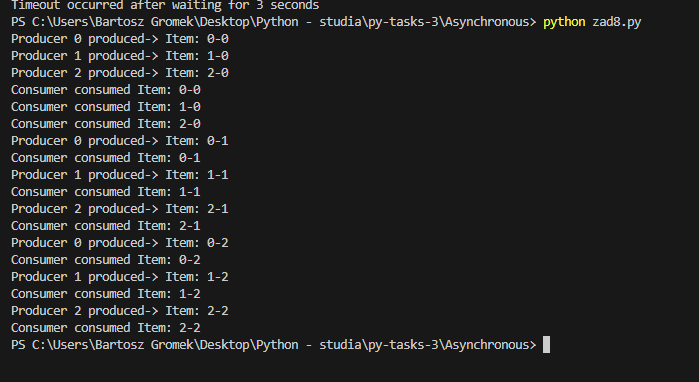 Timeout occurred after waiting for 3 seconds
PS C:\Users\Bartosz Gromek\Desktop\Python - studia\py-tasks-3\Asynchronous> python zad8.py
Producer 0 produced-> Item: 0-0
Producer 1 produced-> Item: 1-0
Producer 2 produced-> Item: 2-0
Consumer consumed Item: 0-0
Consumer consumed Item: 1-0
Consumer consumed Item: 2-0
Producer 0 produced-> Item: 0-1
Consumer consumed Item: 0-1
Producer 1 produced-> Item: 1-1
Consumer consumed Item: 1-1
Producer 2 produced-> Item: 2-1
Consumer consumed Item: 2-1
Producer 0 produced-> Item: 0-2
Consumer consumed Item: 0-2
Producer 1 produced-> Item: 1-2
Consumer consumed Item: 1-2
Producer 2 produced-> Item: 2-2
Consumer consumed Item: 2-2
PS C:\Users\Bartosz Gromek\Desktop\Python - studia\py-tasks-3\Asynchronous>